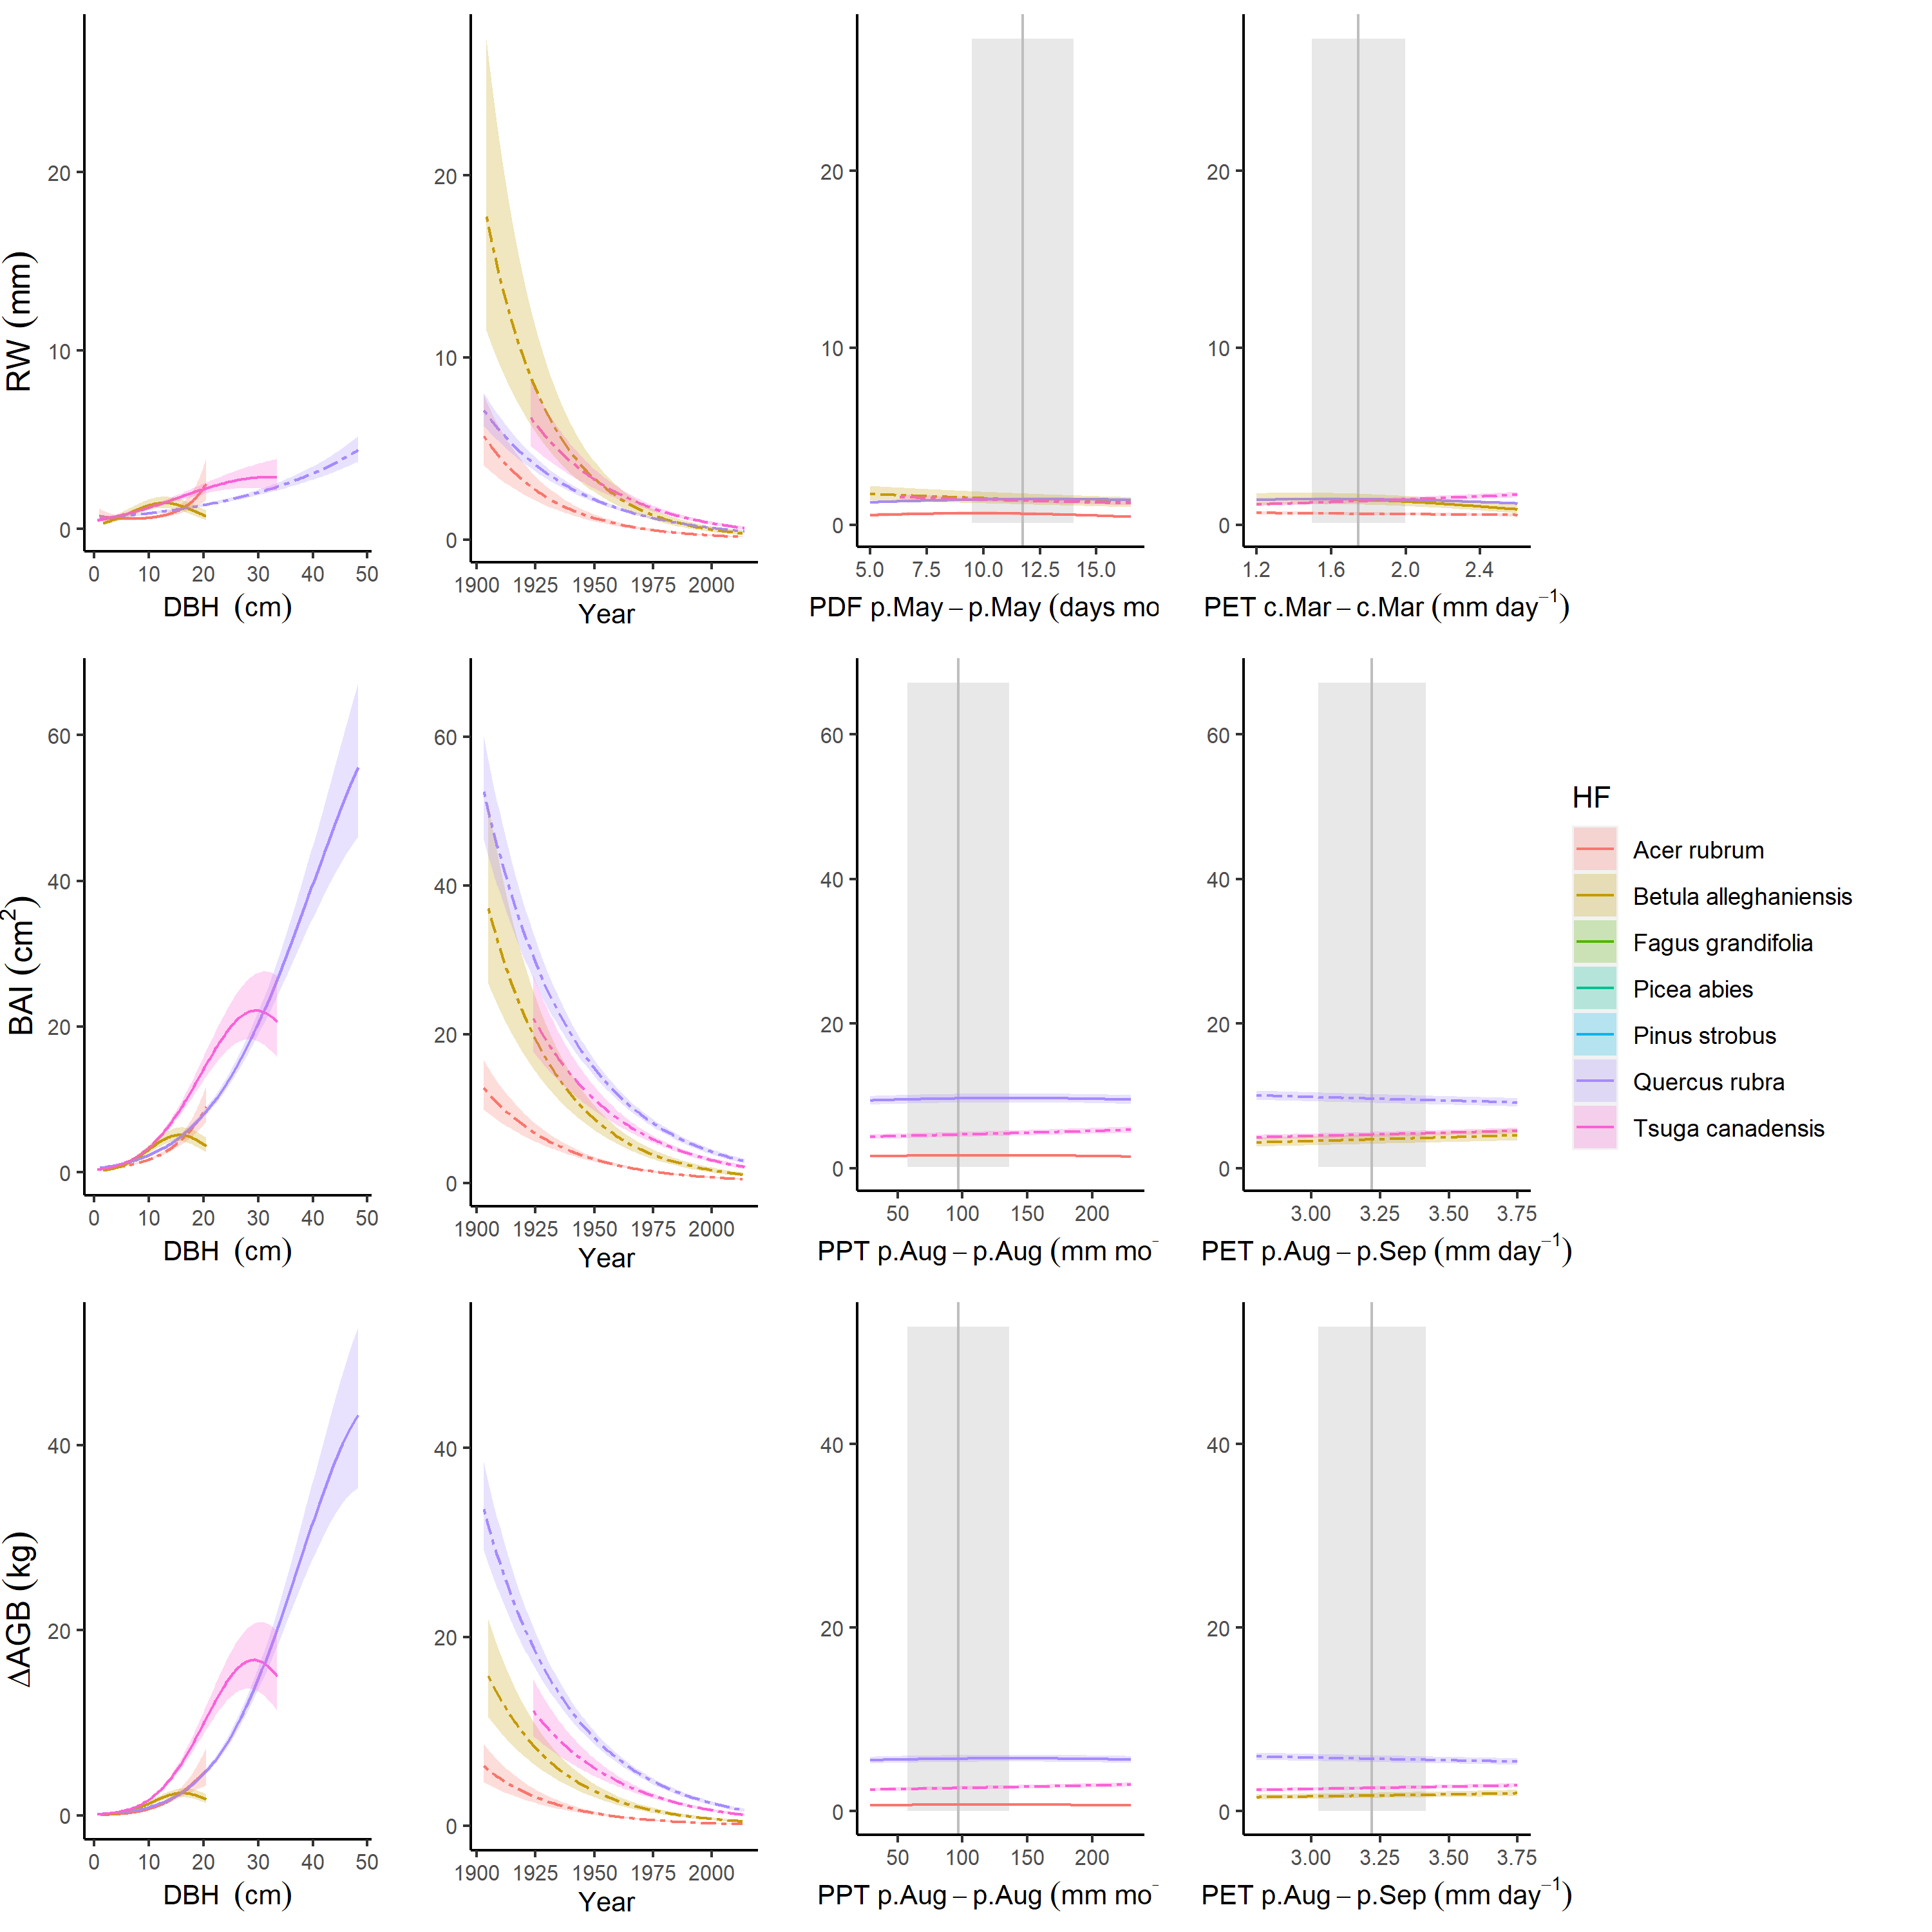 RW (mm)
20
10
0
0 10 20 30 40 50
DBH (cm)
20
10
0
1900 1925 1950 1975 2000
Year
20
10
0
5.0 7.5 10.0 12.5 15.0
PDF p.May – p.May (days mo
20
10
0
1.2 1.6 2.0 2.4
PET c.Mar – c.Mar (mm day⁻¹)
BAI (cm²)
60
40
20
0
0 10 20 30 40 50
DBH (cm)
60
40
20
0
1900 1925 1950 1975 2000
Year
60
40
20
0
50 100 150 200
PPT p.Aug – p.Aug (mm mo⁻
60
40
20
0
3.00 3.25 3.50 3.75
PET p.Aug – p.Sep (mm day⁻¹)
HF
Acer rubrum
Betula alleghaniensis
Fagus grandifolia
Picea abies
Pinus strobus
Quercus rubra
Tsuga canadensis
ΔAGB (kg)
40
20
0
0 10 20 30 40 50
DBH (cm)
40
20
0
1900 1925 1950 1975 2000
Year
40
20
0
50 100 150 200
PPT p.Aug – p.Aug (mm mo⁻
40
20
0
3.00 3.25 3.50 3.75
PET p.Aug – p.Sep (mm day⁻¹)